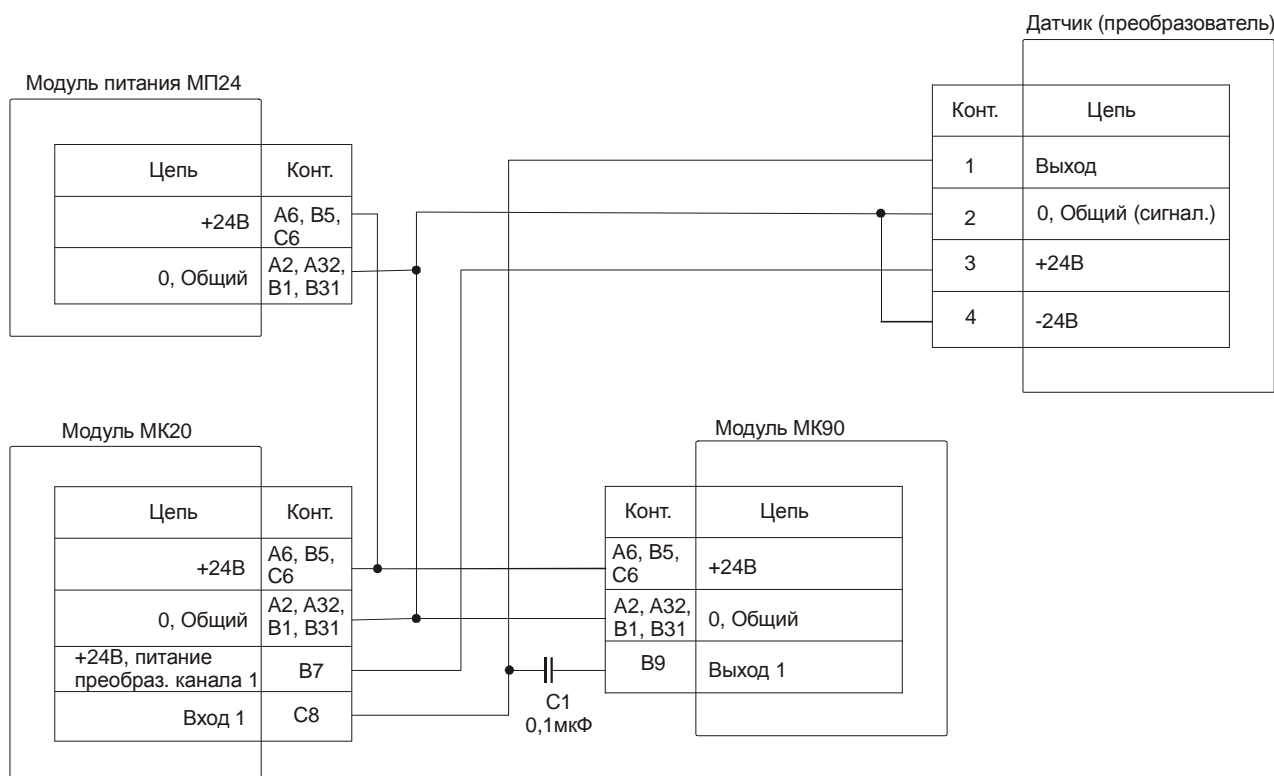 Датчик (преобразователь)
Конт.
Цепь
1
Выход
2
0, Общий (сигнал.)
3
+24В
4
-24В
Модуль питания МП24
Цепь
Конт.
+24В
А6, В5,
С6
0, Общий
А2, А32,
В1, В31
Модуль МК20
Цепь
Конт.
+24В
А6, В5,
С6
0, Общий
А2, А32,
В1, В31
+24В, питание
преобраз. канала 1
В7
Вход 1
С8
Модуль МК90
Конт.
Цепь
А6, В5,
С6
+24В
А2, А32,
В1, В31
0, Общий
В9
Выход 1
С1
0,1мкФ